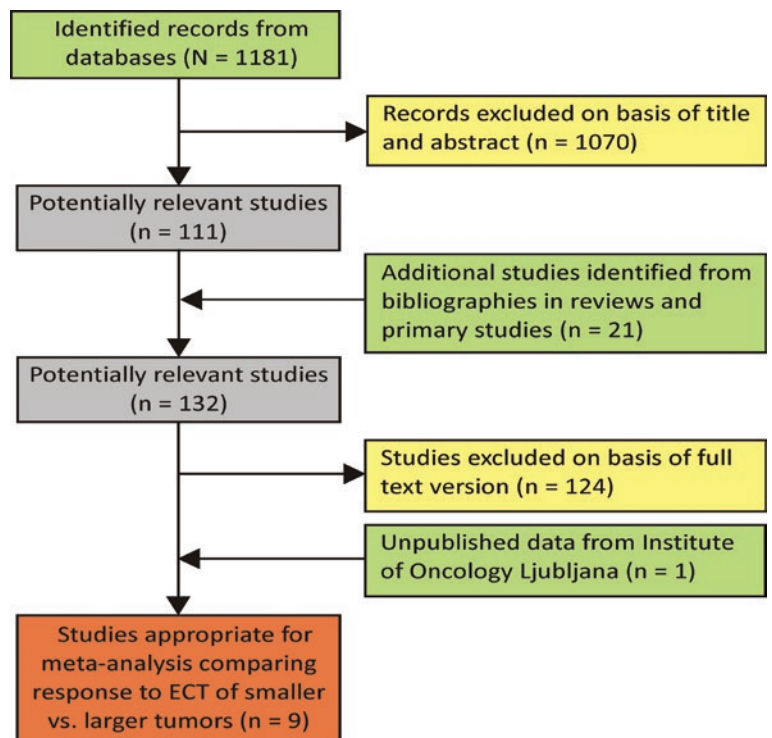 Identified records from
databases (N = 1181)
Records excluded on basis of title
and abstract (n = 1070)
Potentially relevant studies
(n = 111)
Additional studies identified from
bibliographies in reviews and
primary studies (n = 21)
Potentially relevant studies
(n = 132)
Studies excluded on basis of full
text version (n = 124)
Unpublished data from Institute
of Oncology Ljubljana (n = 1)
Studies appropriate for
meta-analysis comparing
response to ECT of smaller
vs. larger tumors (n = 9)